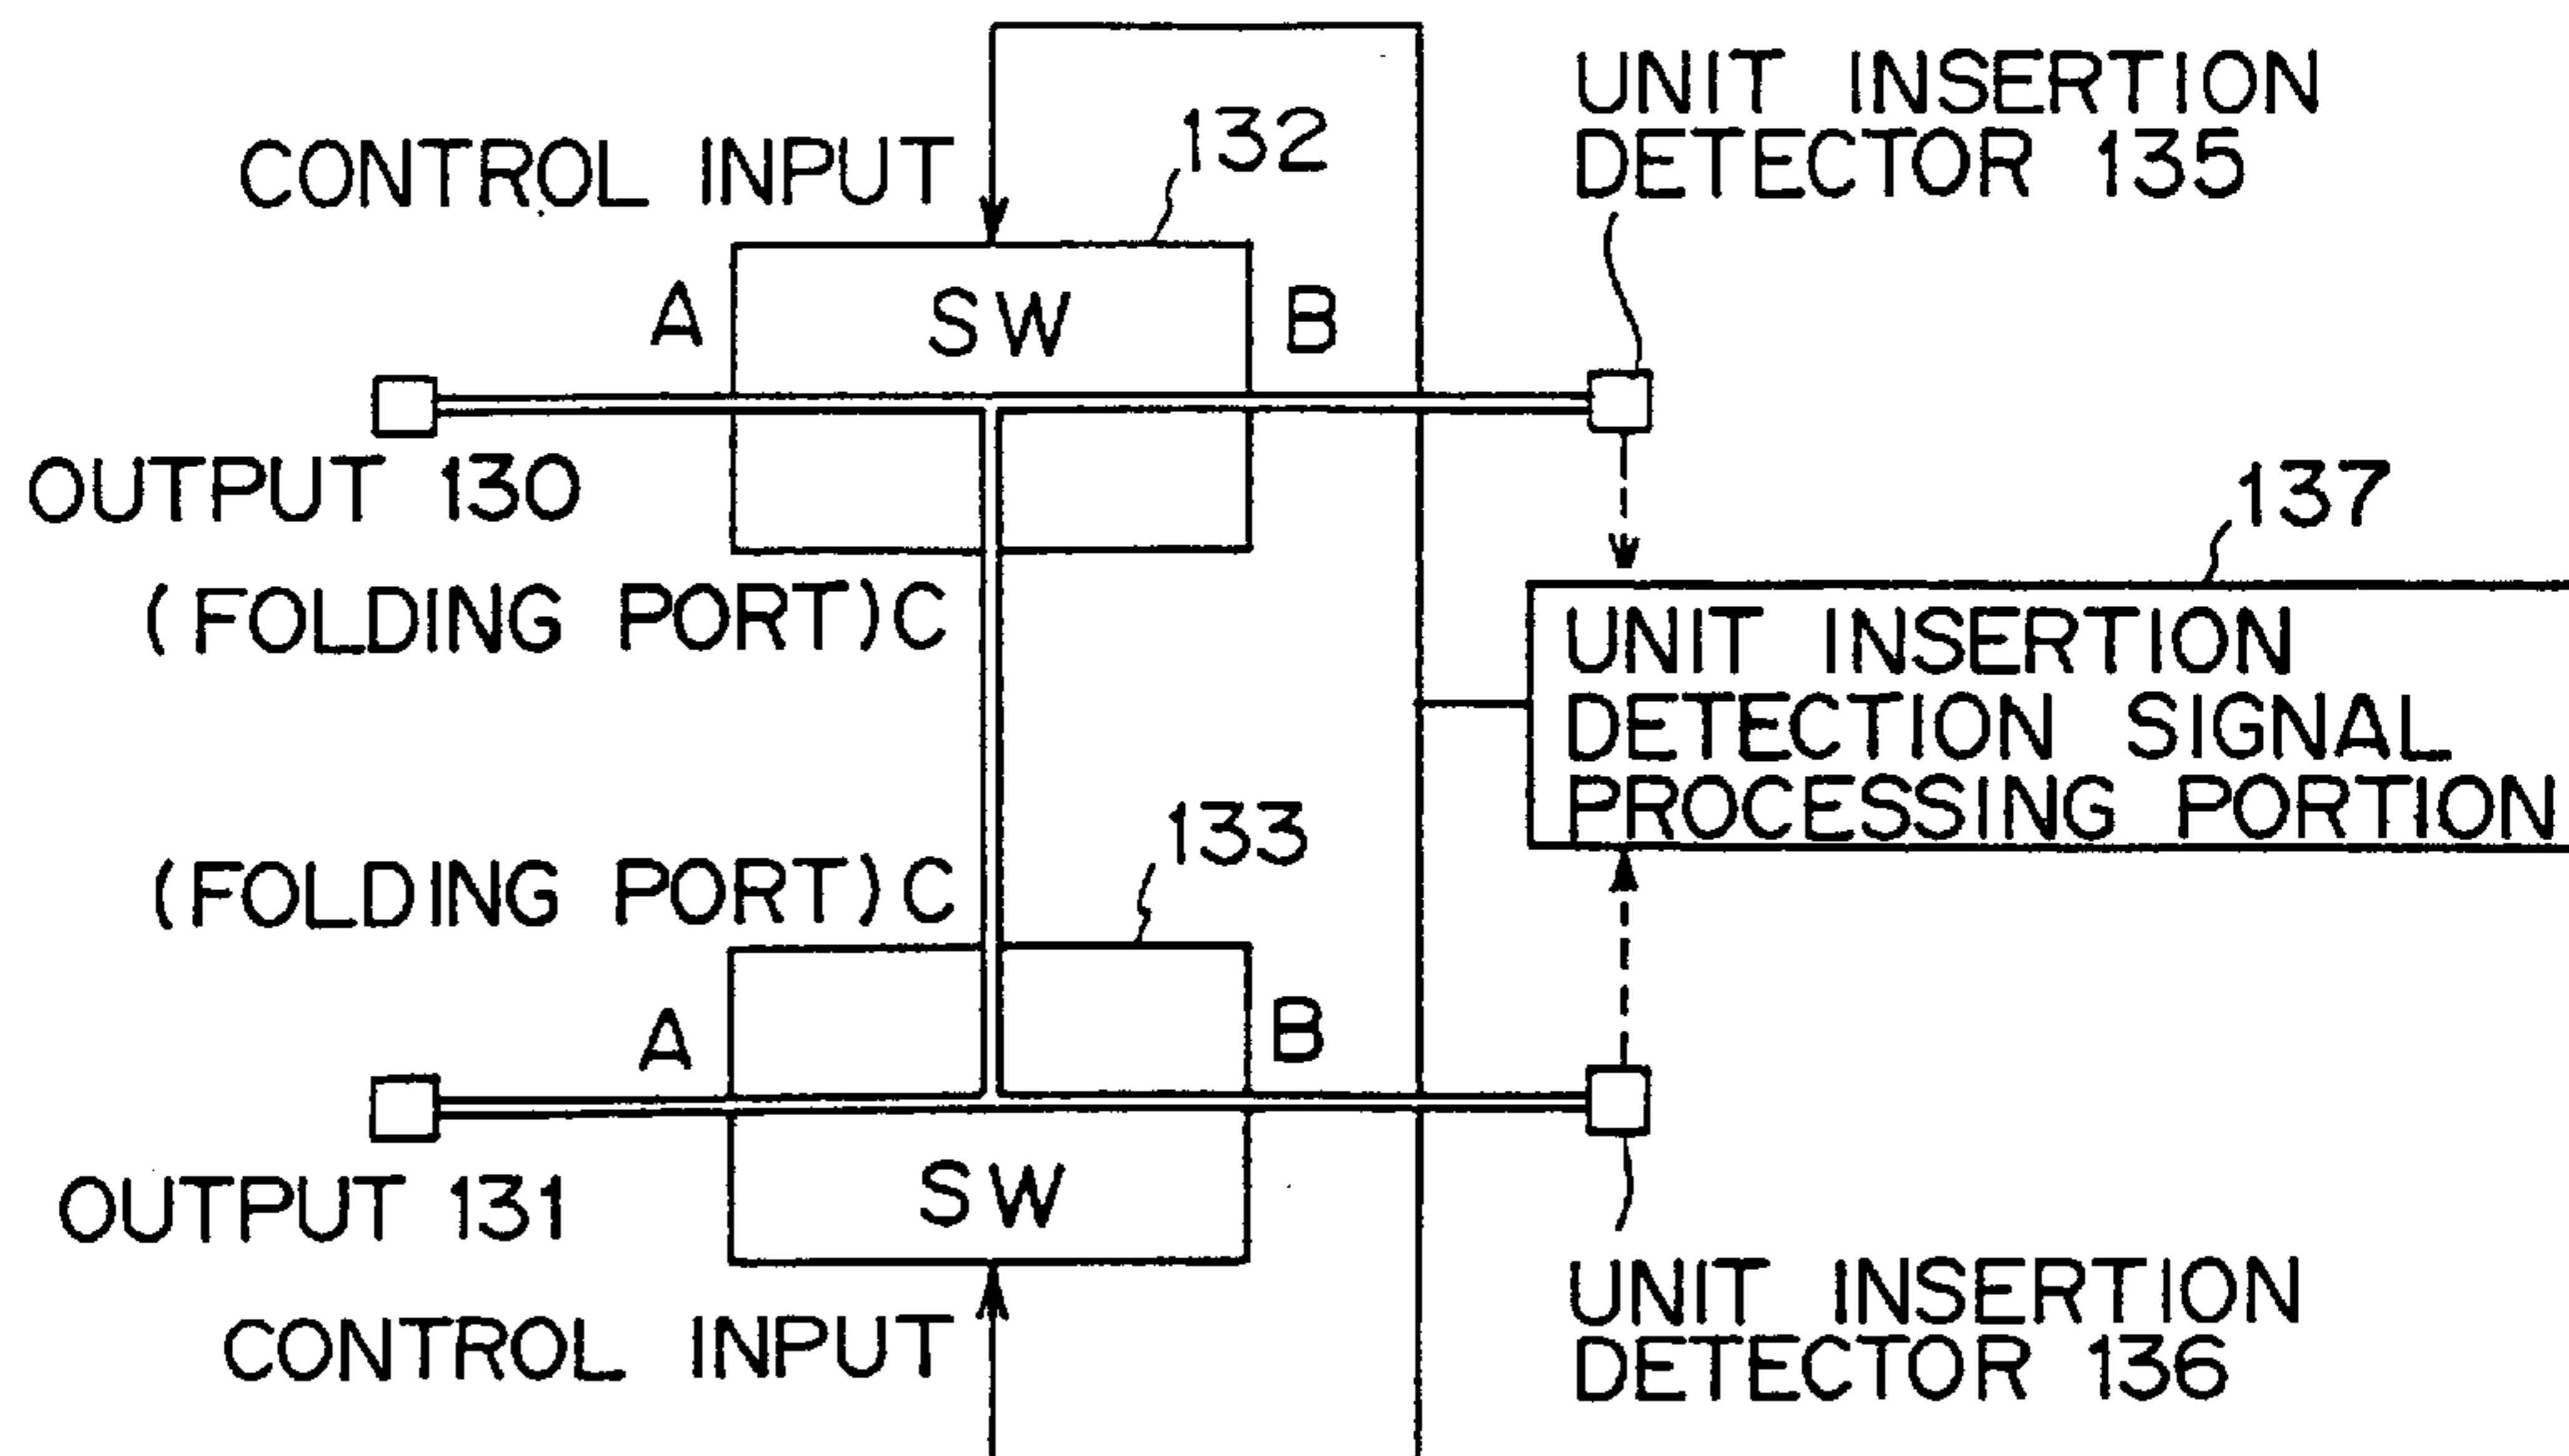 UNIT INSERTION
DETECTOR 135
CONTROL INPUT
132
A
SW
B
OUTPUT 130
137
(FOLDING PORT)C
UNIT INSERTION
DETECTION SIGNAL
PROCESSING PORTION
(FOLDING PORT)C
133
A
B
OUTPUT 131
SW
UNIT INSERTION
DETECTOR 136
CONTROL INPUT